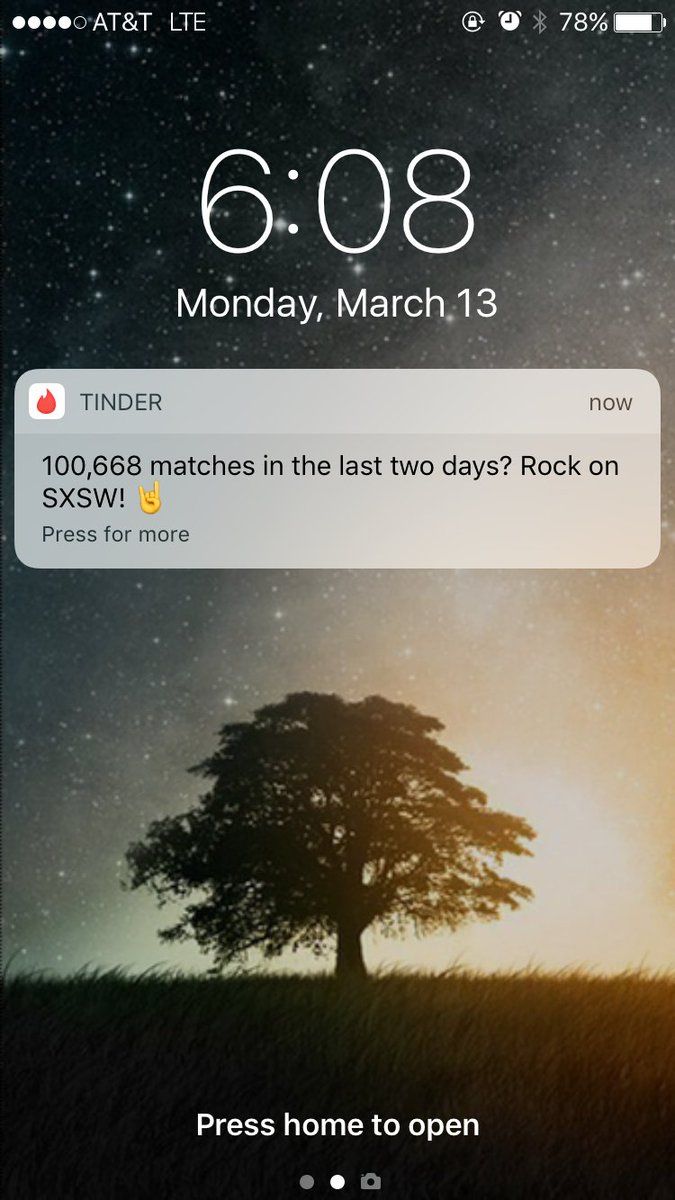 AT&T LTE 78%
6:08
Monday, March 13
TINDER now
100,668 matches in the last two days? Rock on
SXSW! 🤘
Press for more
Press home to open